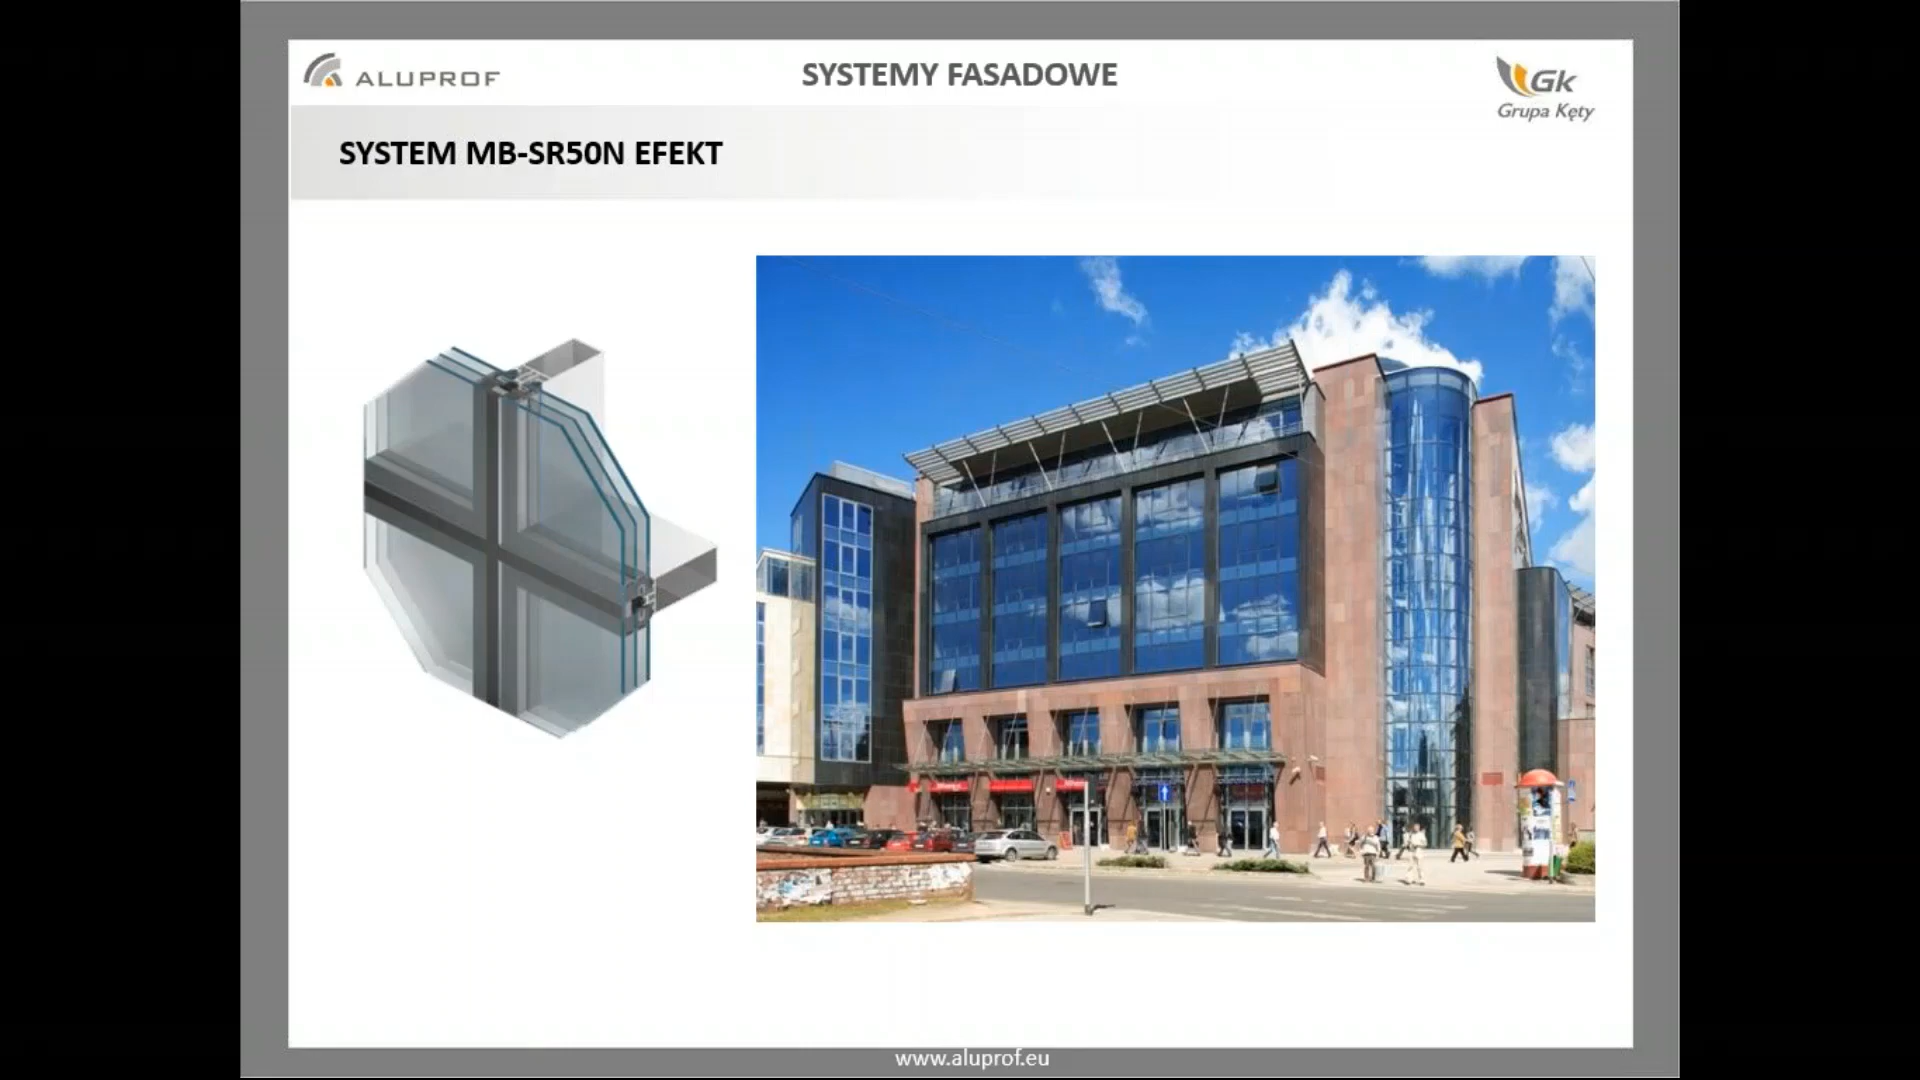 ALUPROF
SYSTEMY FASADOWE
Gk
Grupa Kęty
SYSTEM MB-SR50N EFEKT
www.aluprof.eu